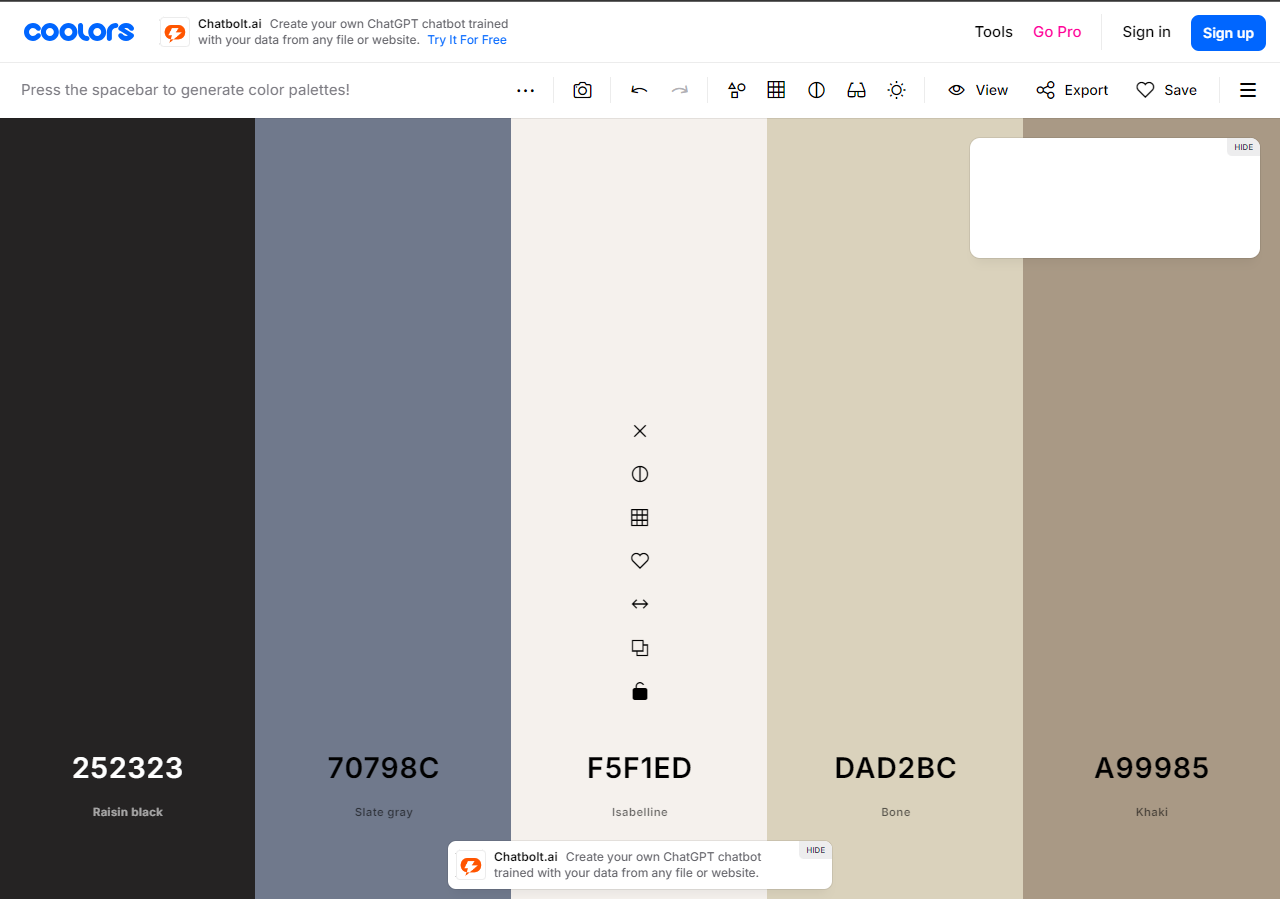 coolors
Chatbolt.ai Create your own ChatGPT chatbot trained
with your data from any file or website. Try It For Free
Tools Go Pro Sign in Sign up
Press the spacebar to generate color palettes!
View Export Save
HIDE
252323 70798C F5F1ED DAD2BC A99985
Raisin black Slate gray Isabelline Bone Khaki
Chatbolt.ai Create your own ChatGPT chatbot
trained with your data from any file or website.
HIDE